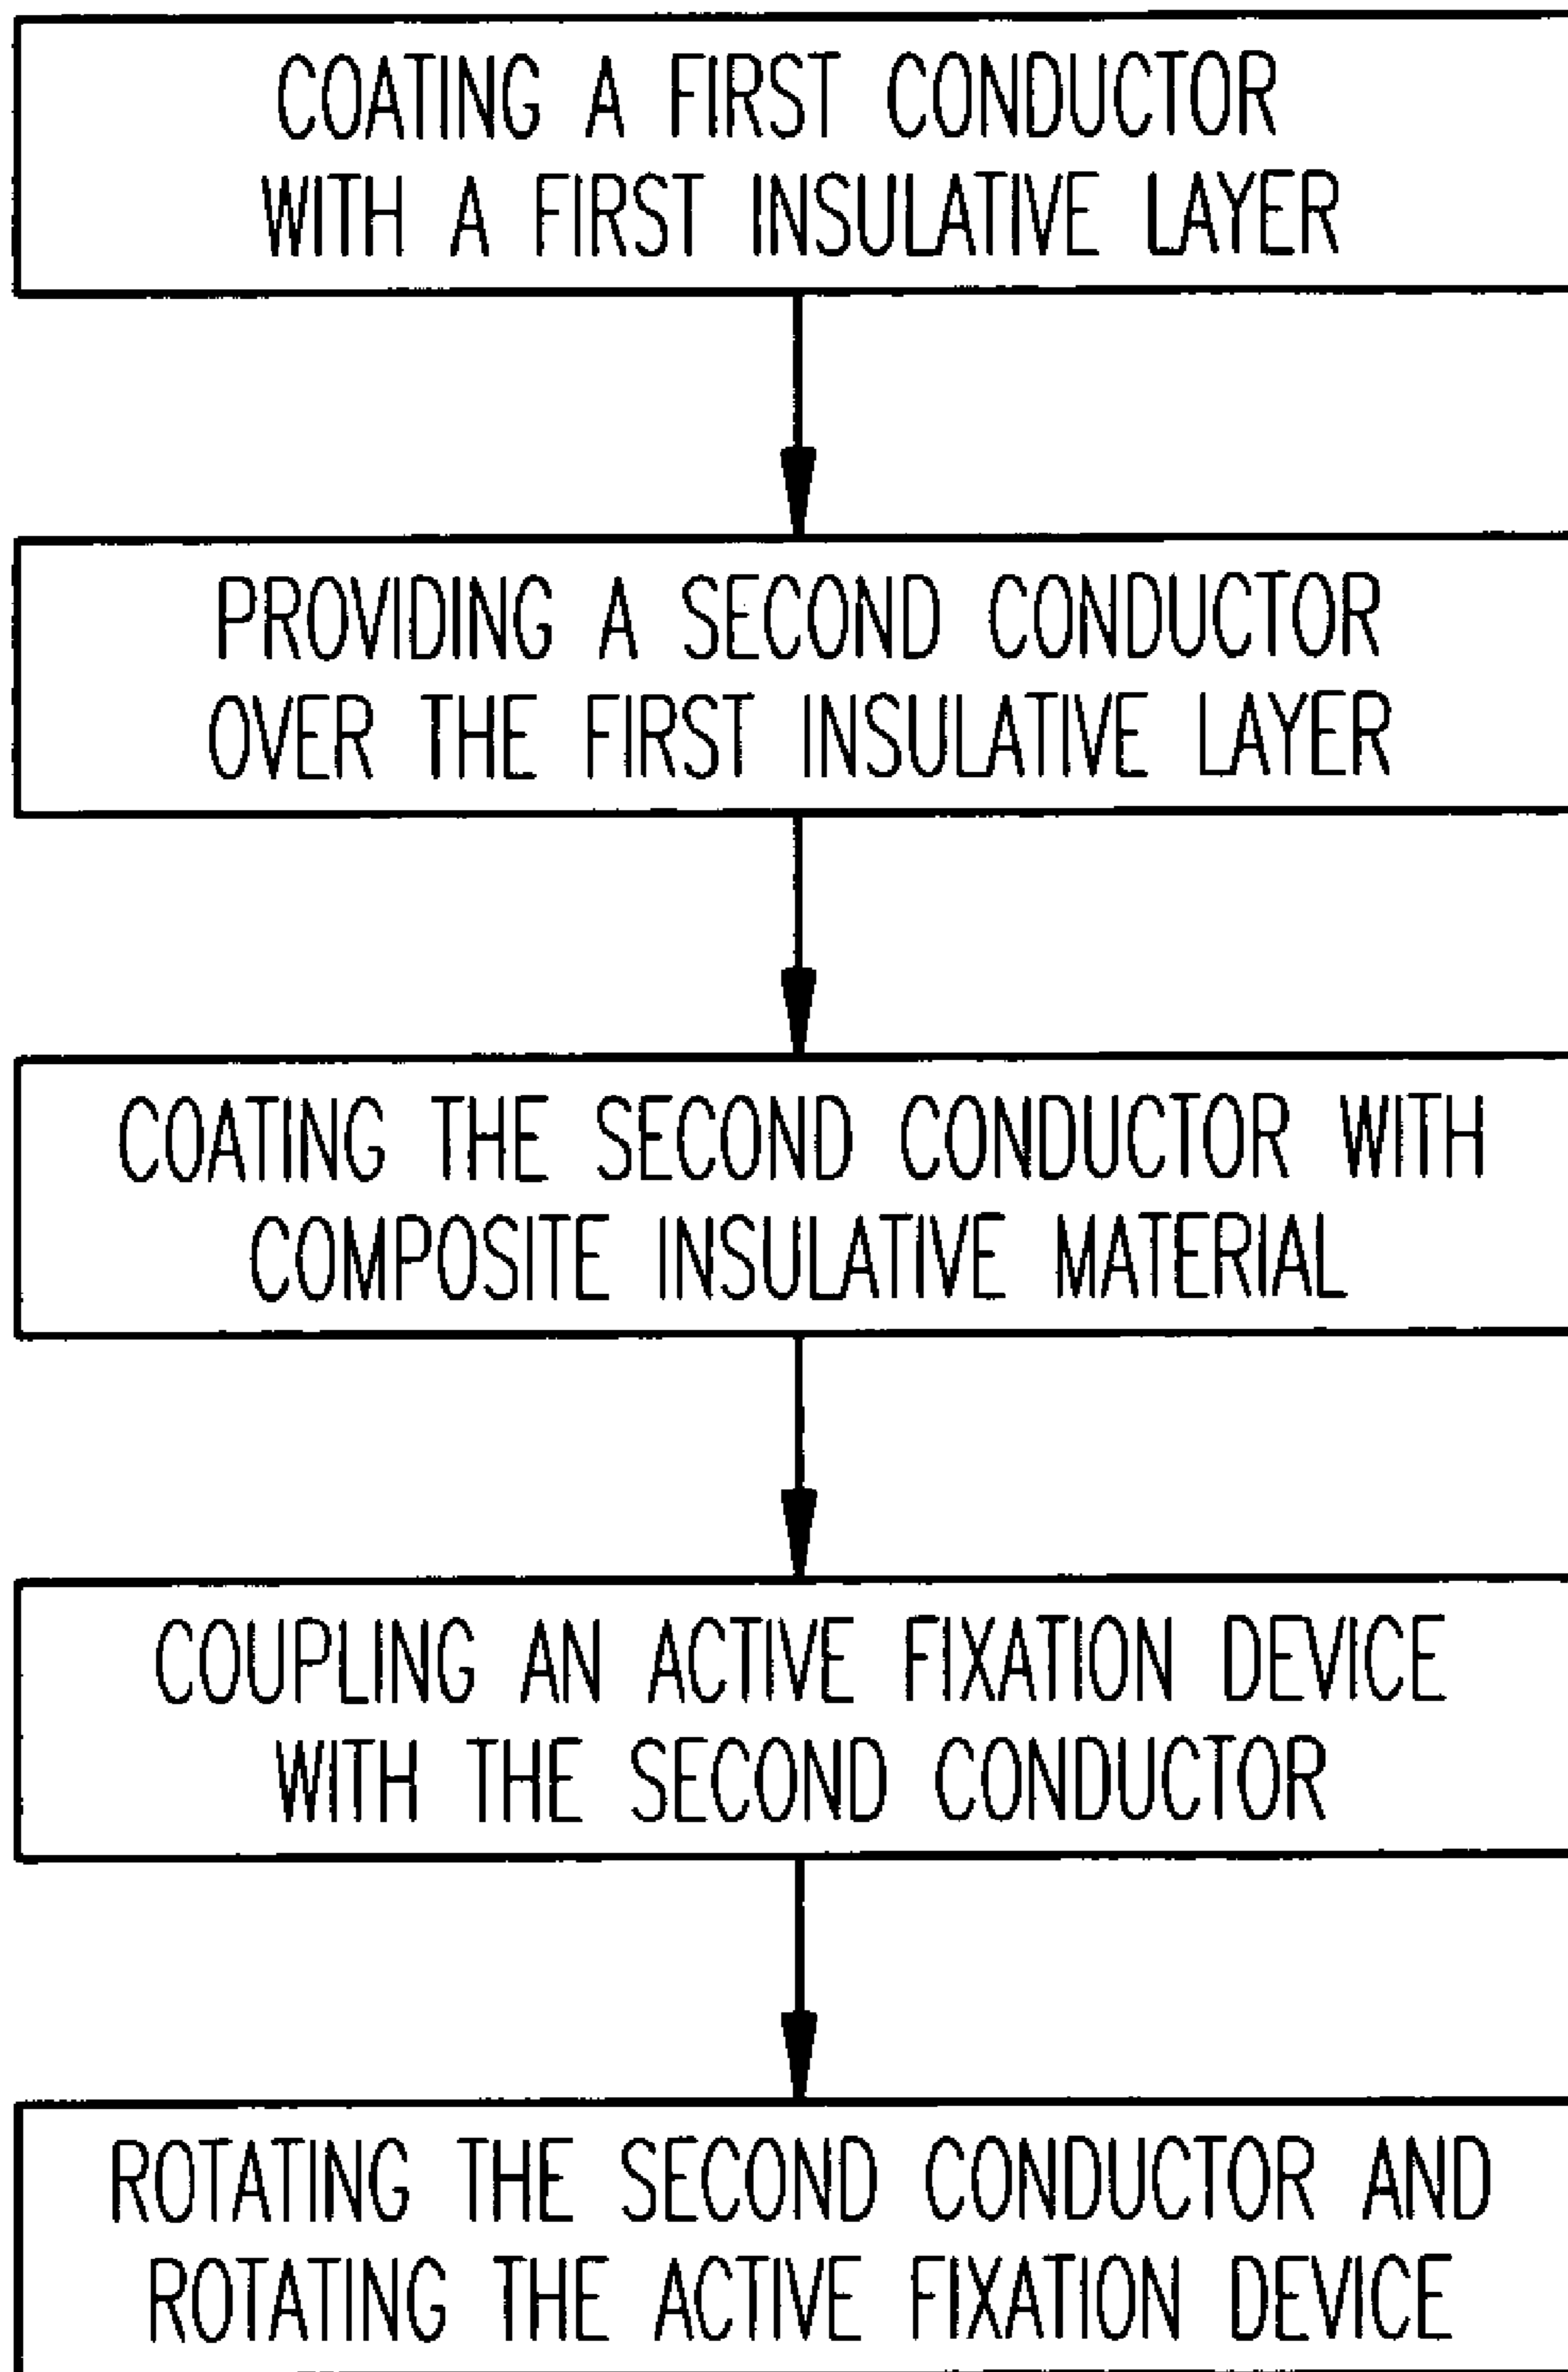 COATING A FIRST CONDUCTOR
WITH A FIRST INSULATIVE LAYER
PROVIDING A SECOND CONDUCTOR
OVER THE FIRST INSULATIVE LAYER
COATING THE SECOND CONDUCTOR WITH
COMPOSITE INSULATIVE MATERIAL
COUPLING AN ACTIVE FIXATION DEVICE
WITH THE SECOND CONDUCTOR
ROTATING THE SECOND CONDUCTOR AND
ROTATING THE ACTIVE FIXATION DEVICE